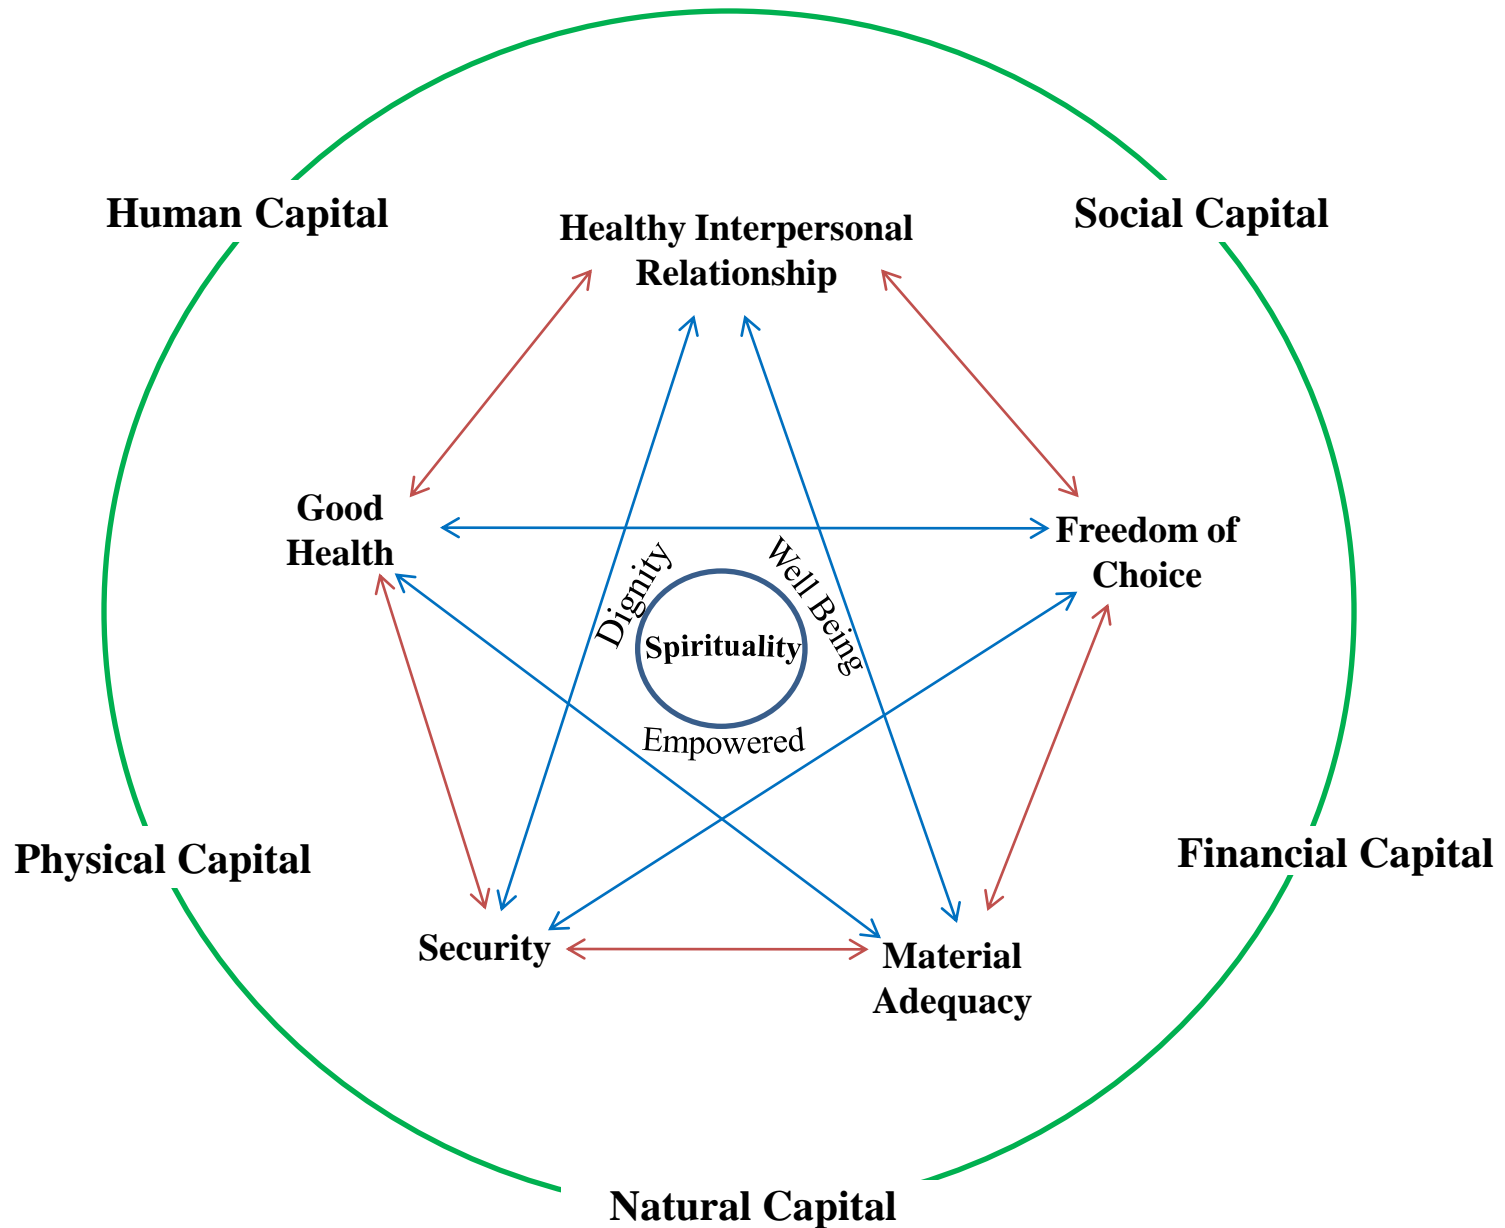 Human Capital
Social Capital
Healthy Interpersonal
Relationship
Good
Health
Freedom of
Choice
Dignity
Well Being
Spirituality
Empowered
Physical Capital
Financial Capital
Security
Material
Adequacy
Natural Capital